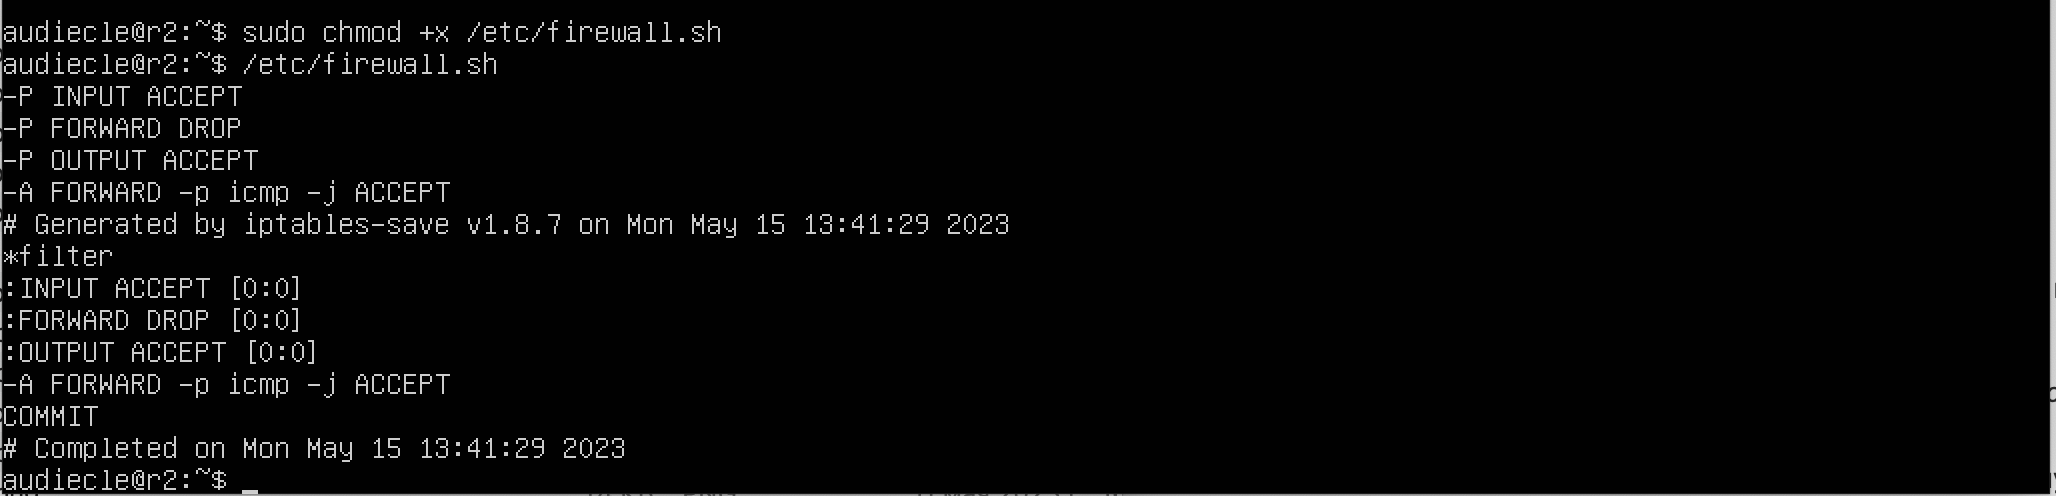 audiecle@r2:~$ sudo chmod +x /etc/firewall.sh
audiecle@r2:~$ /etc/firewall.sh
-P INPUT ACCEPT
-P FORWARD DROP
-P OUTPUT ACCEPT
-A FORWARD -p icmp -j ACCEPT
# Generated by iptables-save v1.8.7 on Mon May 15 13:41:29 2023
*filter
:INPUT ACCEPT [0:0]
:FORWARD DROP [0:0]
:OUTPUT ACCEPT [0:0]
-A FORWARD -p icmp -j ACCEPT
COMMIT
# Completed on Mon May 15 13:41:29 2023
audiecle@r2:~$ _